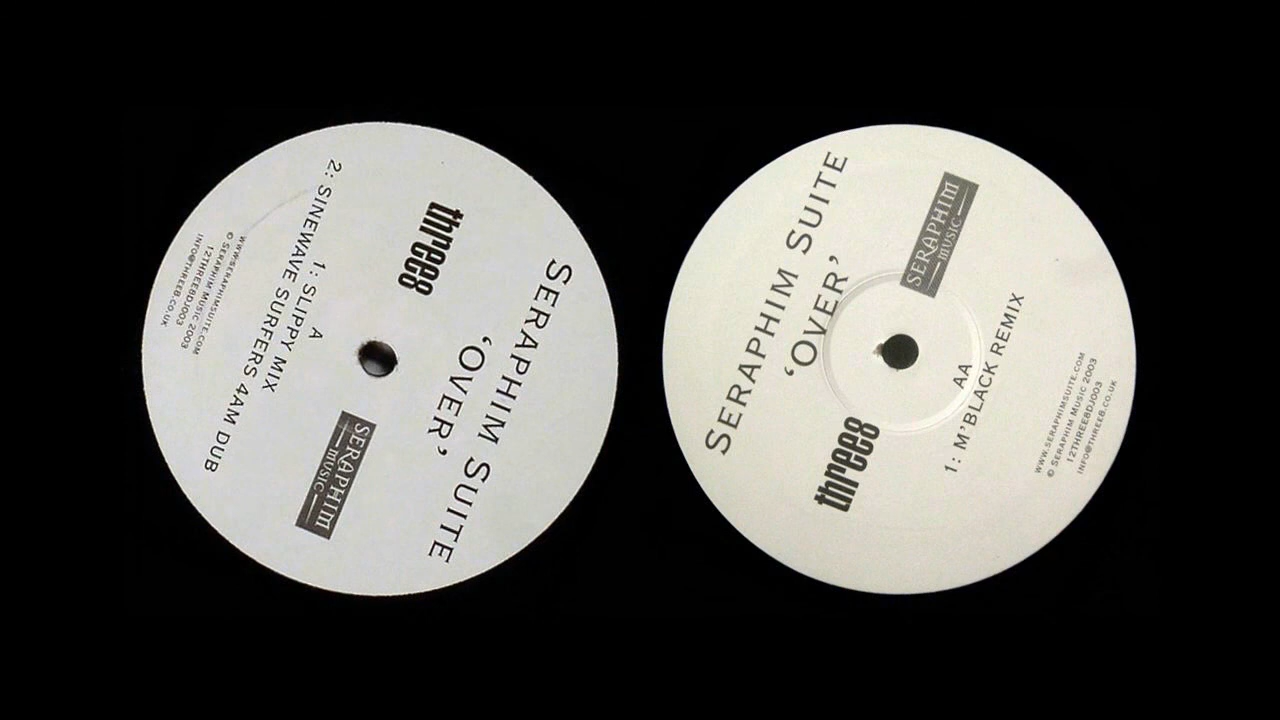 SERAPHIM SUITE
'OVER'
three8
SERAPHIM
MUSIC
A
1: SLIPPY MIX
2: SINEWAVE SURFERS 4AM DUB
WWW.SERAPHIMSUITE.COM
© SERAPHIM MUSIC 2003
12THREE8DJ003
INFO@THREE8.CO.UK
SERAPHIM SUITE
'OVER'
three8
SERAPHIM
MUSIC
AA
1: M'BLACK REMIX
WWW.SERAPHIMSUITE.COM
© SERAPHIM MUSIC 2003
12THREE8DJ003
INFO@THREE8.CO.UK